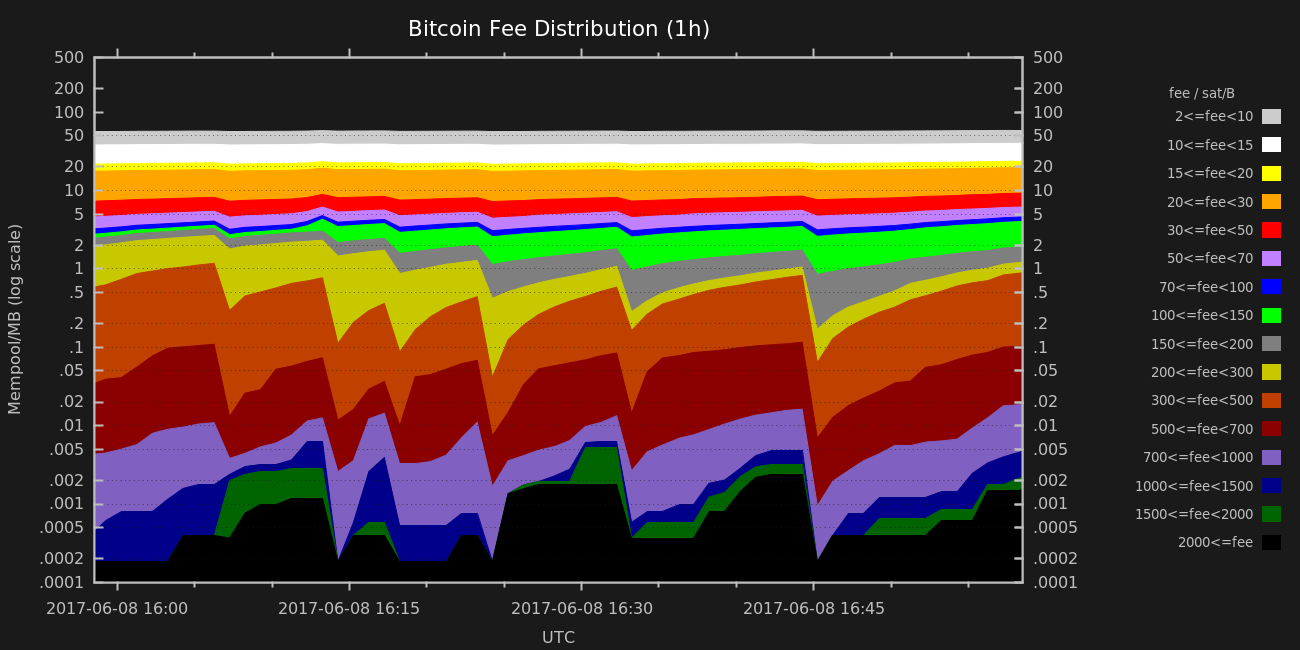 Bitcoin Fee Distribution (1h)
500
200
100
50
20
10
5
2
1
.5
.2
.1
.05
.02
.01
.005
.002
.001
.0005
.0002
.0001
Mempool/MB (log scale)
500
200
100
50
20
10
5
2
1
.5
.2
.1
.05
.02
.01
.005
.002
.001
.0005
.0002
.0001
2017-06-08 16:00
2017-06-08 16:15
2017-06-08 16:30
2017-06-08 16:45
UTC
fee / sat/B
2<=fee<10
10<=fee<15
15<=fee<20
20<=fee<30
30<=fee<50
50<=fee<70
70<=fee<100
100<=fee<150
150<=fee<200
200<=fee<300
300<=fee<500
500<=fee<700
700<=fee<1000
1000<=fee<1500
1500<=fee<2000
2000<=fee